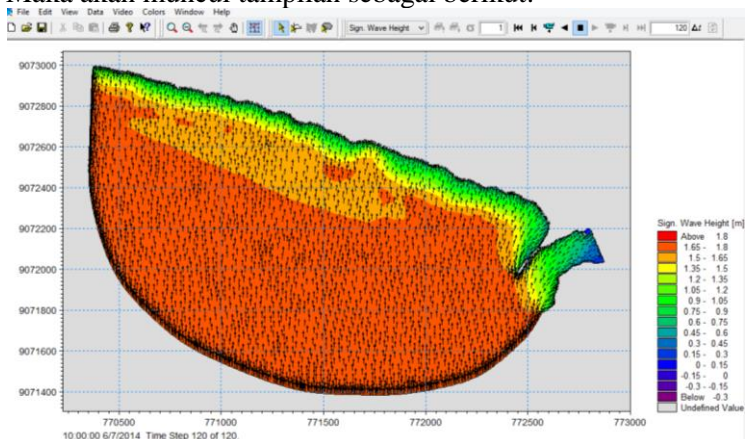 Maka akan muncul tampilan sebagai berikut:
File Edit View Data Video Colors Window Help
Sign. Wave Height 1 120 Δt
9073000
9072800
9072600
9072400
9072200
9072000
9071800
9071600
9071400
770500 771000 771500 772000 772500 773000
Sign. Wave Height [m]
Above 1.8
1.65 - 1.8
1.5 - 1.65
1.35 - 1.5
1.2 - 1.35
1.05 - 1.2
0.9 - 1.05
0.75 - 0.9
0.6 - 0.75
0.45 - 0.6
0.3 - 0.45
0.15 - 0.3
0 - 0.15
-0.15 - 0
-0.3 - -0.15
Below -0.3
Undefined Value
10:00:00 6/7/2014 Time Step 120 of 120.